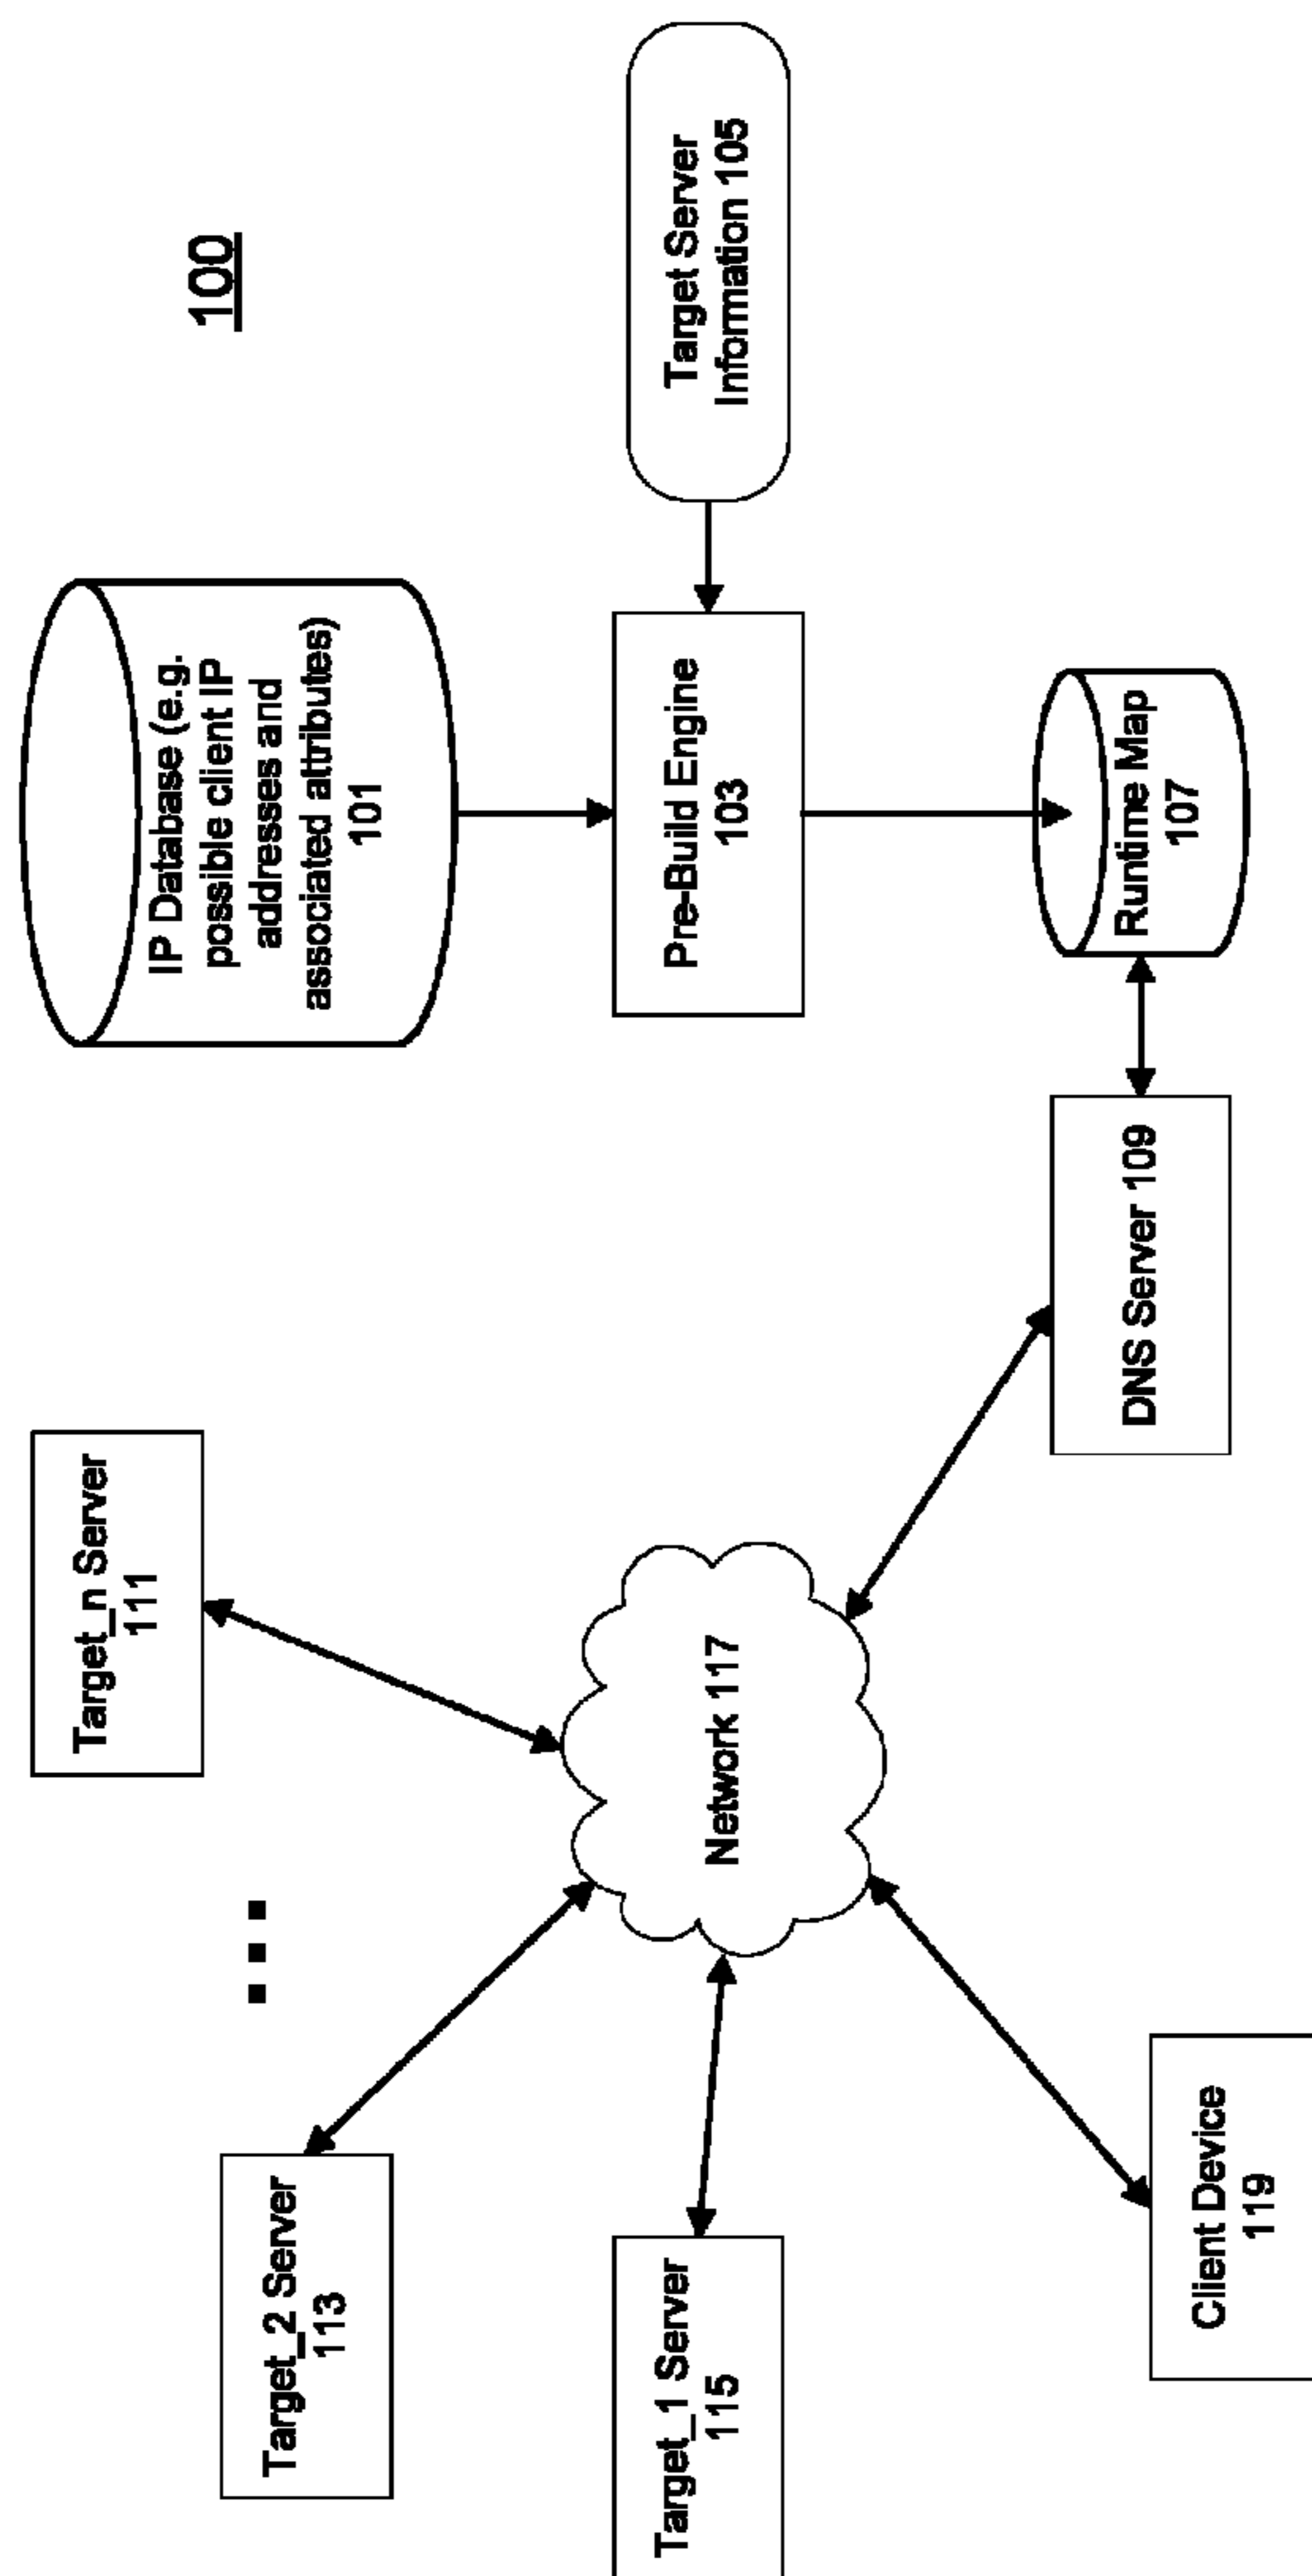 100
Target_n Server
111
Target_2 Server
113
Target_1 Server
115
Network 117
Client Device
119
DNS Server 109
IP Database (e.g.
possible client IP
addresses and
associated attributes)
101
Pre-Build Engine
103
Target Server
Information 105
Runtime Map
107